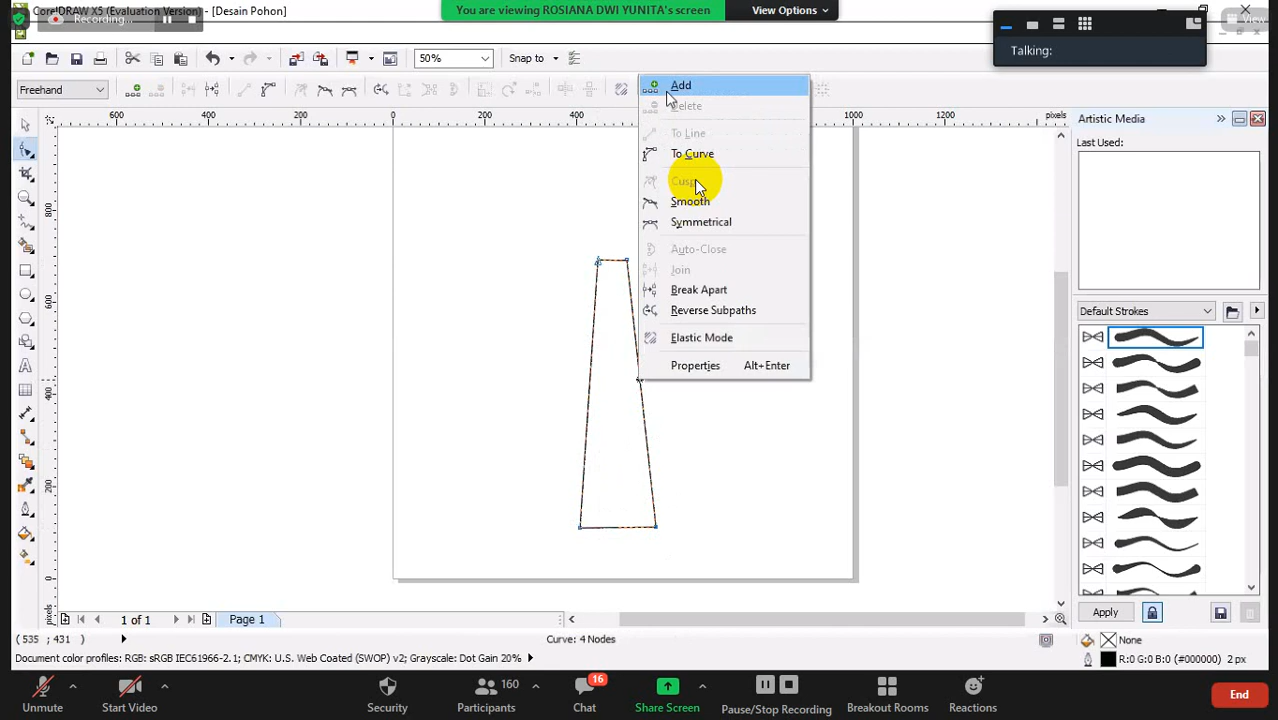 CorelDRAW X5 (Evaluation Version) - [Desain Pohon]
Recording...
You are viewing ROSIANA DWI YUNITA's screen
View Options
View
Talking:
50%
Snap to
Freehand
0
200
400
1000
pixels
800
600
400
200
0
pixels
Add
Delete
To Line
To Curve
Cusp
Smooth
Symmetrical
Auto-Close
Join
Break Apart
Reverse Subpaths
Elastic Mode
Properties Alt+Enter
Artistic Media
Last Used:
Default Strokes
Apply
1 of 1
Page 1
( 535 ; 431 )
Curve: 4 Nodes
None
Document color profiles: RGB: sRGB IEC61966-2.1; CMYK: U.S. Web Coated (SWOP) v2; Grayscale: Dot Gain 20%
R:0 G:0 B:0 (#000000) 2 px
Unmute
Start Video
Security
160
Participants
16
Chat
Share Screen
Pause/Stop Recording
Breakout Rooms
Reactions
End